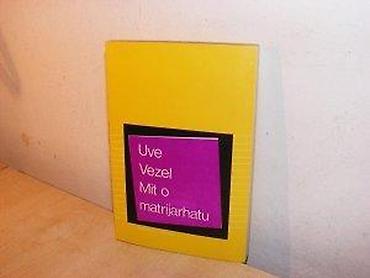 Uve
Vezel
Mit o
matrijarhatu